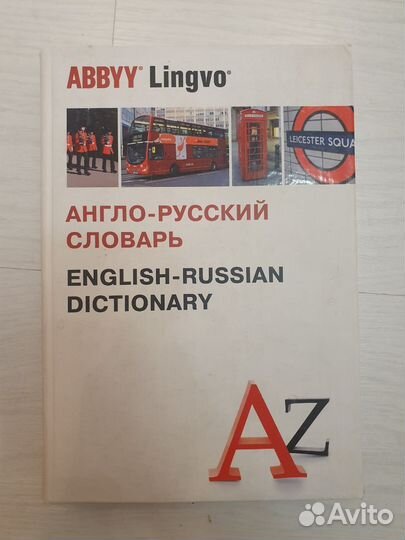 ABBYY® Lingvo®
LEICESTER SQUA
АНГЛО-РУССКИЙ
СЛОВАРЬ
ENGLISH-RUSSIAN
DICTIONARY
AZ
Avito